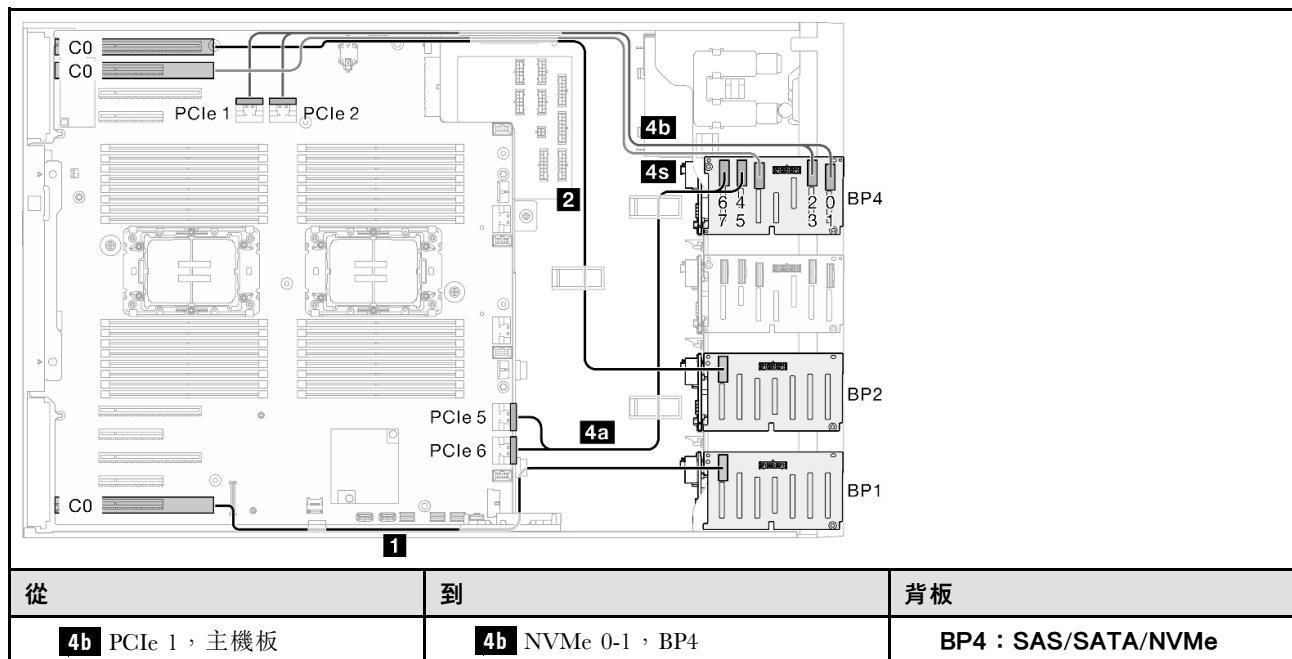 C0
C0
PCIe 1
PCIe 2
4b
4s
2
6 4 2 0
7 5 3 1
BP4
BP2
PCIe 5
4a
PCIe 6
BP1
C0
1
從 到 背板
4b PCIe 1，主機板 4b NVMe 0-1，BP4 BP4：SAS/SATA/NVMe